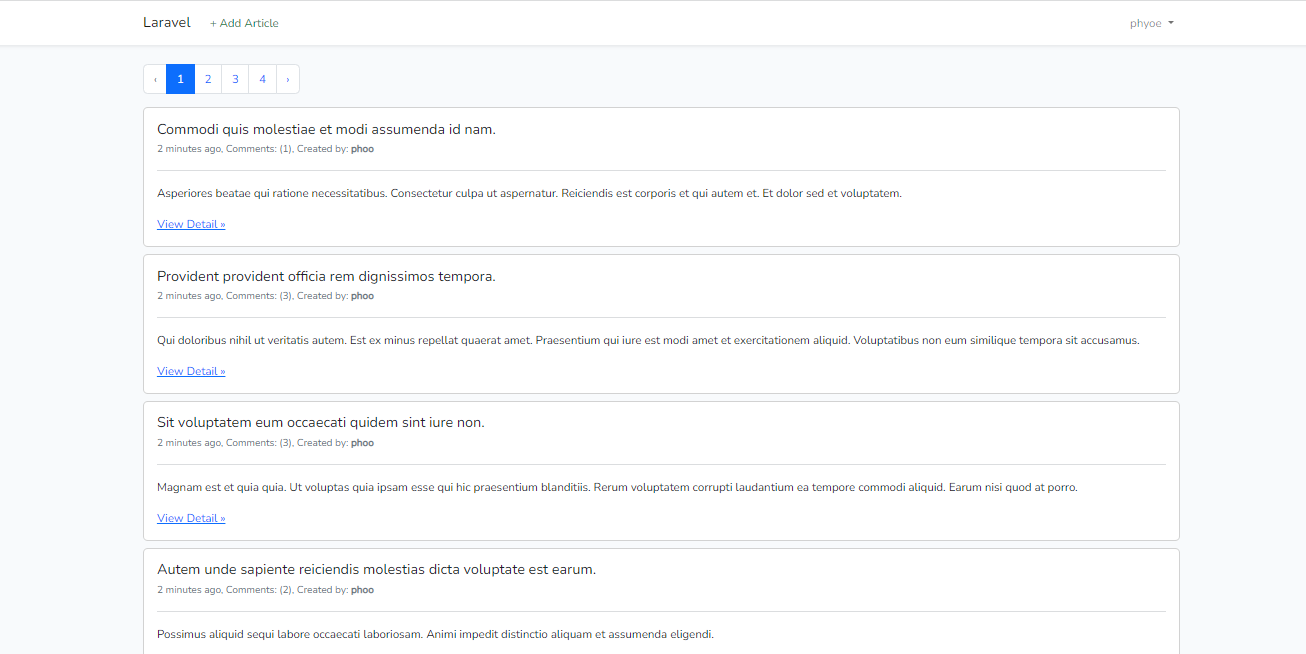 Laravel + Add Article phyoe
‹ 1 2 3 4 ›
Commodi quis molestiae et modi assumenda id nam.
2 minutes ago, Comments: (1), Created by: phoo
Asperiores beatae qui ratione necessitatibus. Consectetur culpa ut aspernatur. Reiciendis est corporis et qui autem et. Et dolor sed et voluptatem.
View Detail »
Provident provident officia rem dignissimos tempora.
2 minutes ago, Comments: (3), Created by: phoo
Qui doloribus nihil ut veritatis autem. Est ex minus repellat quaerat amet. Praesentium qui iure est modi amet et exercitationem aliquid. Voluptatibus non eum similique tempora sit accusamus.
View Detail »
Sit voluptatem eum occaecati quidem sint iure non.
2 minutes ago, Comments: (3), Created by: phoo
Magnam est et quia quia. Ut voluptas quia ipsam esse qui hic praesentium blanditiis. Rerum voluptatem corrupti laudantium ea tempore commodi aliquid. Earum nisi quod at porro.
View Detail »
Autem unde sapiente reiciendis molestias dicta voluptate est earum.
2 minutes ago, Comments: (2), Created by: phoo
Possimus aliquid sequi labore occaecati laboriosam. Animi impedit distinctio aliquam et assumenda eligendi.